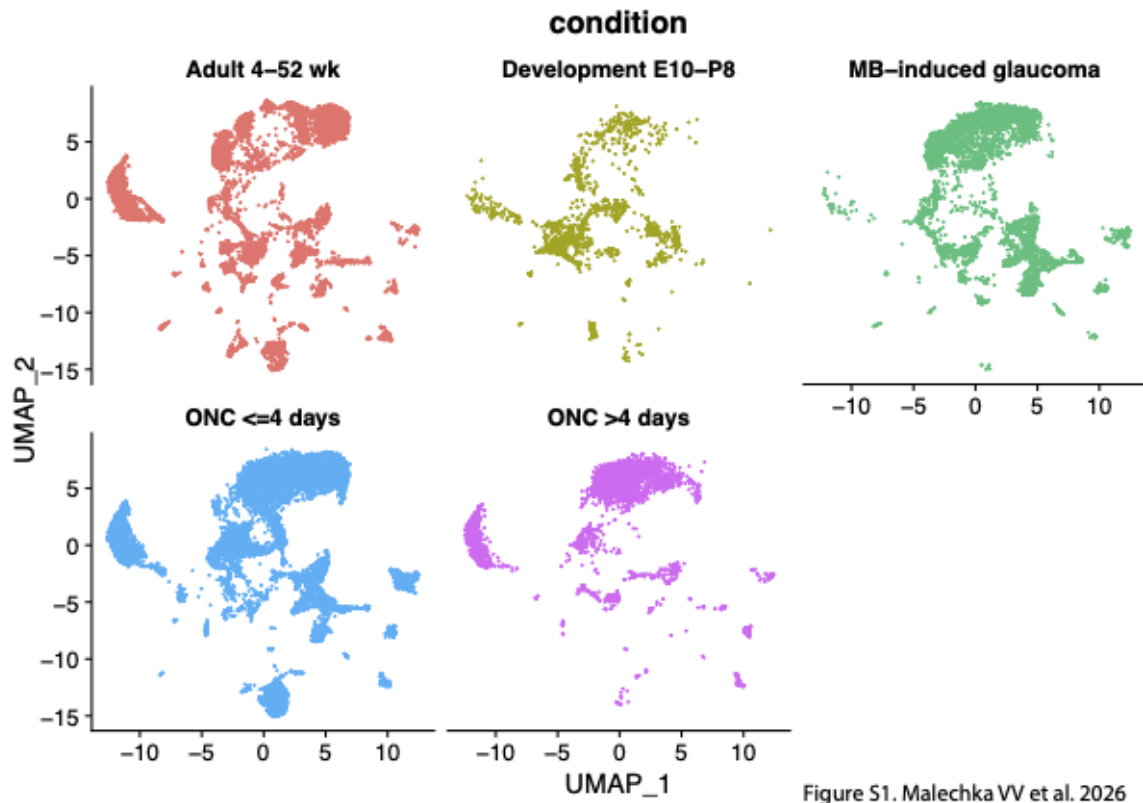 condition
Adult 4–52 wk
Development E10–P8
MB–induced glaucoma
5
0
−5
−10
−15
−10 −5 0 5 10
UMAP_2
ONC <=4 days
ONC >4 days
5
0
−5
−10
−15
−10 −5 0 5 10
−10 −5 0 5 10
UMAP_1
Figure S1. Malechka VV et al. 2026